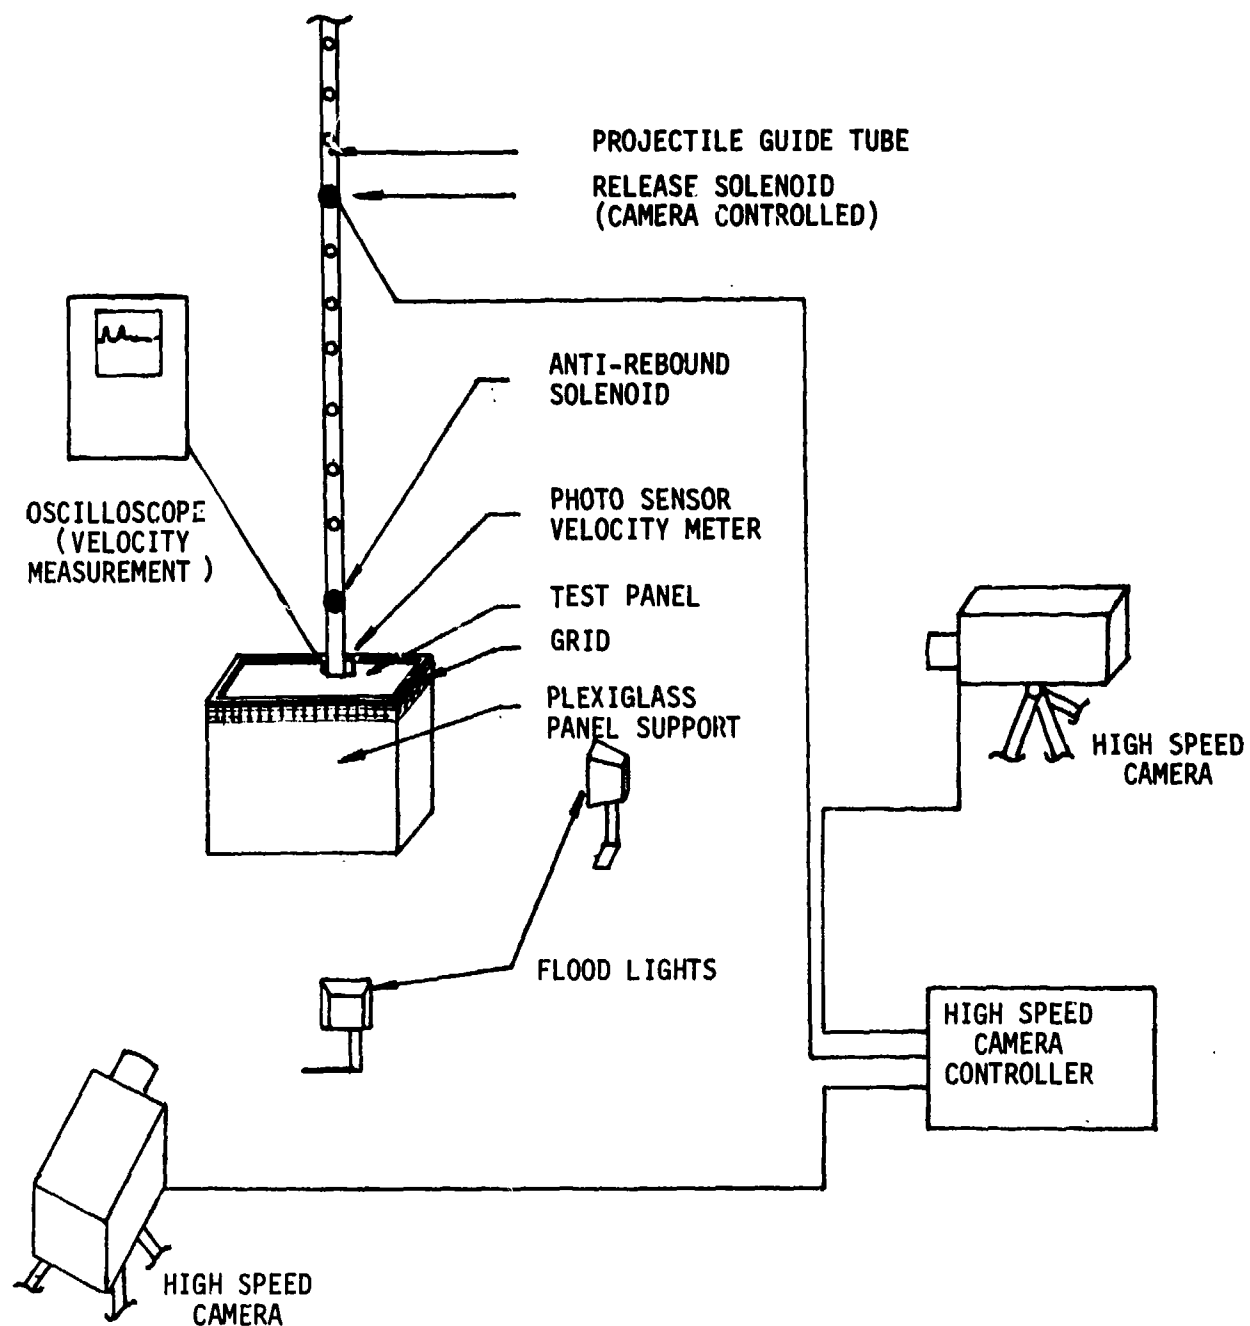 PROJECTILE GUIDE TUBE
RELEASE SOLENOID
(CAMERA CONTROLLED)
ANTI-REBOUND
SOLENOID
OSCILLOSCOPE
(VELOCITY
MEASUREMENT)
PHOTO SENSOR
VELOCITY METER
TEST PANEL
GRID
PLEXIGLASS
PANEL SUPPORT
HIGH SPEED
CAMERA
FLOOD LIGHTS
HIGH SPEED
CAMERA
CONTROLLER
HIGH SPEED
CAMERA